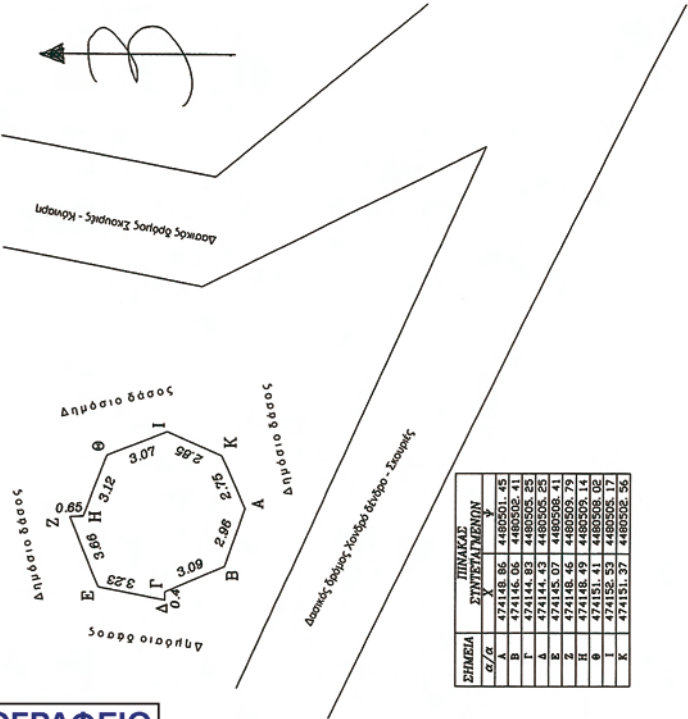 Δασικός δρόμος Σκουριές - Κόνιαρη
Δημόσιο δάσος
Δημόσιο δάσος
Δημόσιο δάσος
Δημόσιο δάσος
Z
0.65
H
Θ
3.12
3.07
I
2.85
K
2.75
A
2.96
B
3.09
Γ
0.4
Δ
3.23
E
3.66
Δασικός δρόμος Χονδρό δένδρο - Σκουριές
ΣΗΜΕΙΑ ΠΙΝΑΚΑΣ ΣΥΝΤΕΤΑΓΜΕΝΩΝ
α/α X Ψ
A 474148.86 4480501.45
B 474146.06 4480502.41
Γ 474144.83 4480505.25
Δ 474144.43 4480505.25
E 474145.07 4480508.41
Z 474148.46 4480509.79
H 474148.49 4480509.14
Θ 474151.41 4480508.02
I 474152.53 4480505.17
K 474151.37 4480502.56